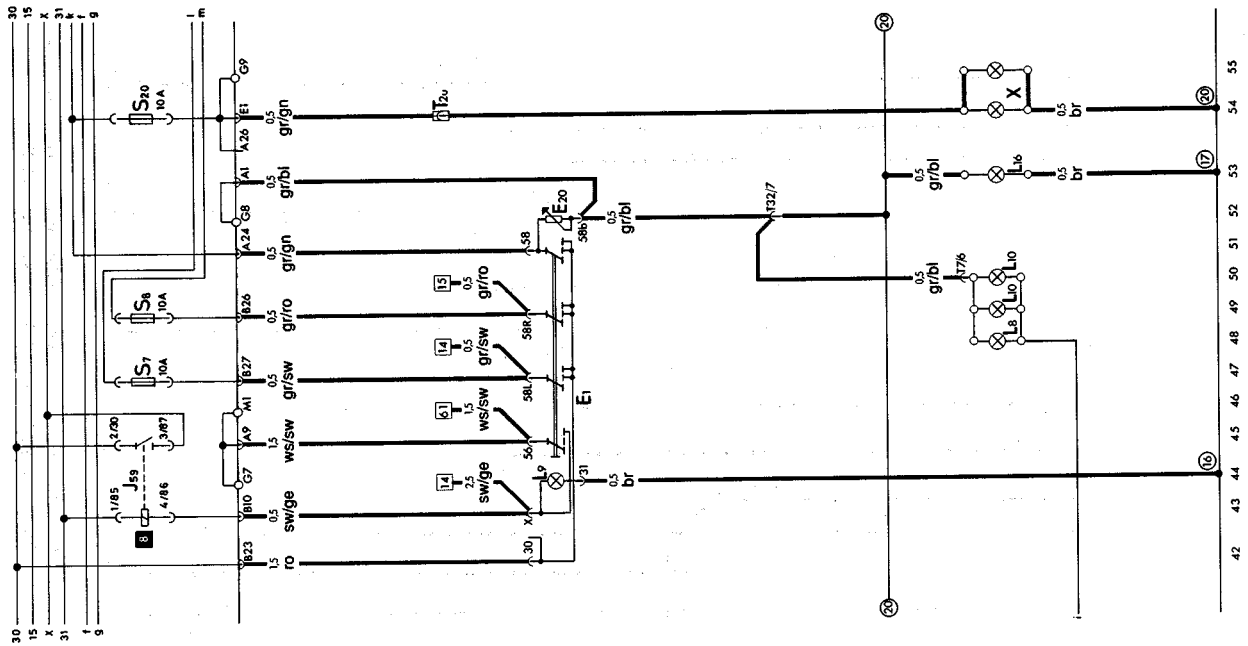 30
15
X
31
k
f
g
l
m
30
15
X
31
f
g
S20
10A
S8
10A
S7
10A
2/30
3/87
J59
1/85
4/86
8
G9
E1
A26
A1
G8
A24
B26
B27
M1
A9
G7
B10
B23
0,5
gr/gn
0,5
gr/bl
0,5
gr/gn
0,5
gr/ro
0,5
gr/sw
1,5
ws/sw
0,5
sw/ge
1,5
ro
T2u
15
0,5
gr/ro
14
0,5
gr/sw
61
1,5
ws/sw
14
2,5
sw/ge
58
E20
58b
58R
58L
56
X
30
L9
31
E1
0,5
gr/bl
0,5
br
T32/7
20
20
0,5
gr/bl
T7/6
L10
L10
L8
0,5
gr/bl
L16
0,5
br
X
0,5
br
i
16
17
20
42
43
44
45
46
47
48
49
50
51
52
53
54
55